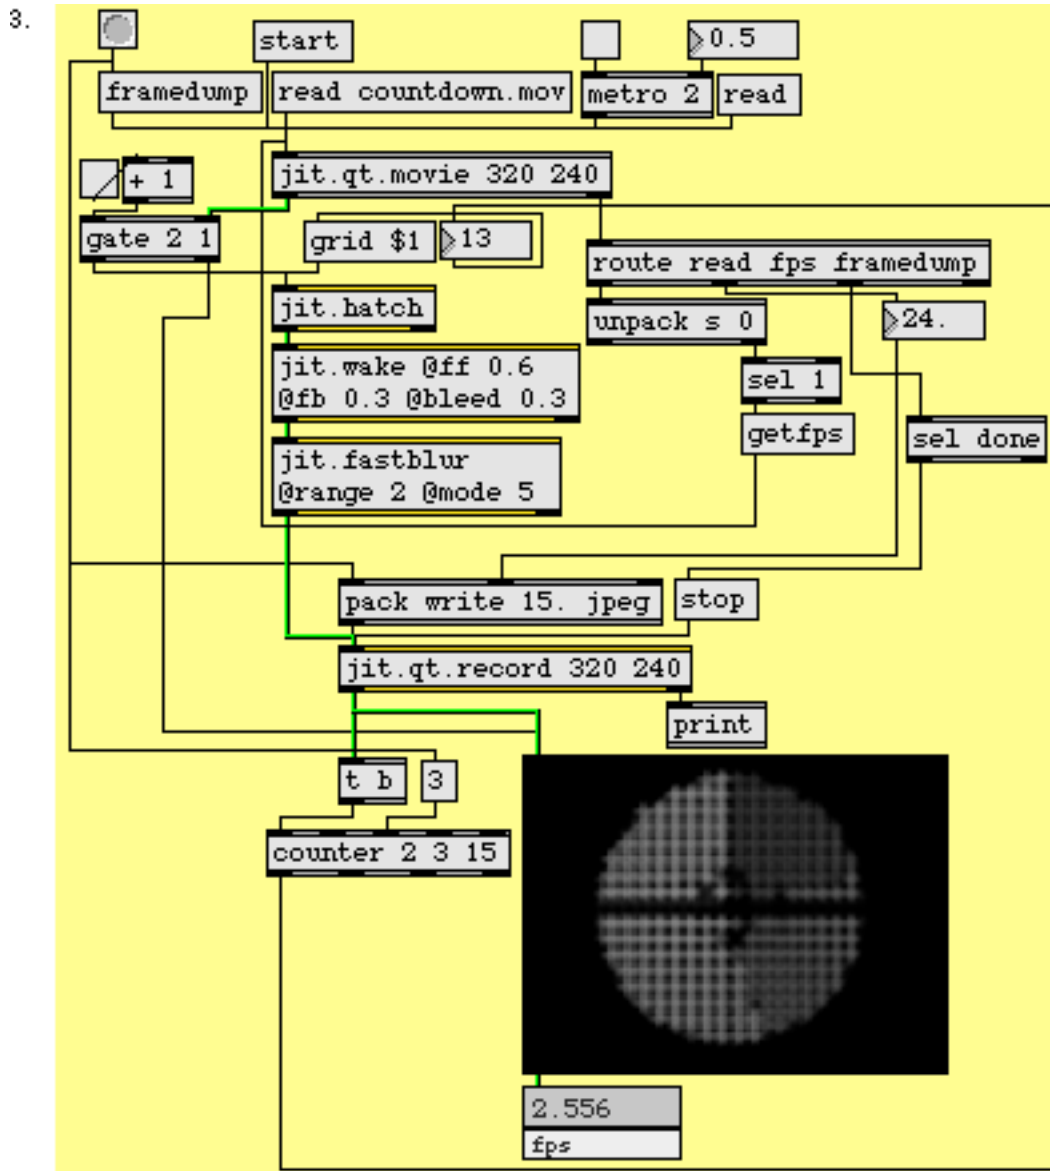 3.
start
0.5
framedump
read countdown.mov
metro 2
read
jit.qt.movie 320 240
+ 1
gate 2 1
grid $1
13
route read fps framedump
jit.hatch
unpack s 0
24.
jit.wake @ff 0.6
@fb 0.3 @bleed 0.3
sel 1
getfps
sel done
jit.fastblur
@range 2 @mode 5
pack write 15. jpeg
stop
jit.qt.record 320 240
print
t b
3
counter 2 3 15
2.556
fps